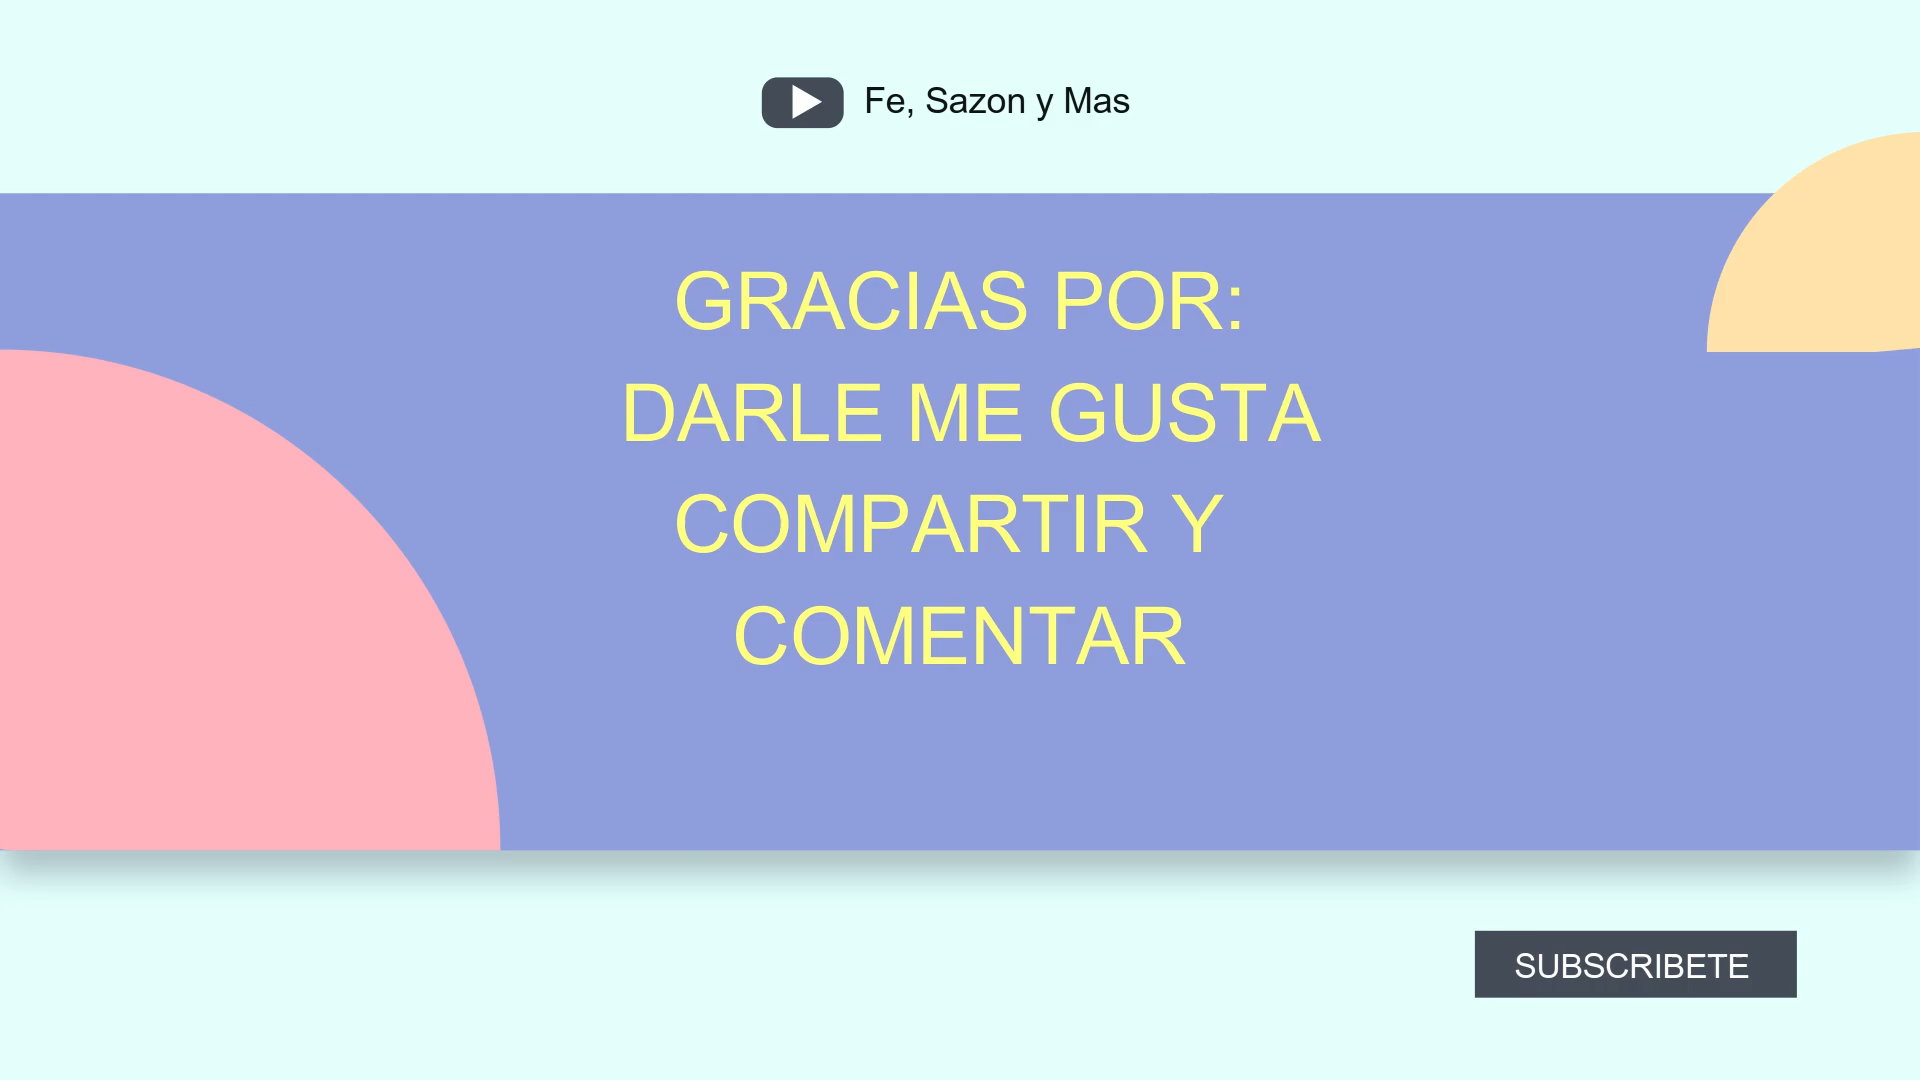 Fe, Sazon y Mas
GRACIAS POR:
DARLE ME GUSTA
COMPARTIR Y
COMENTAR
SUBSCRIBETE